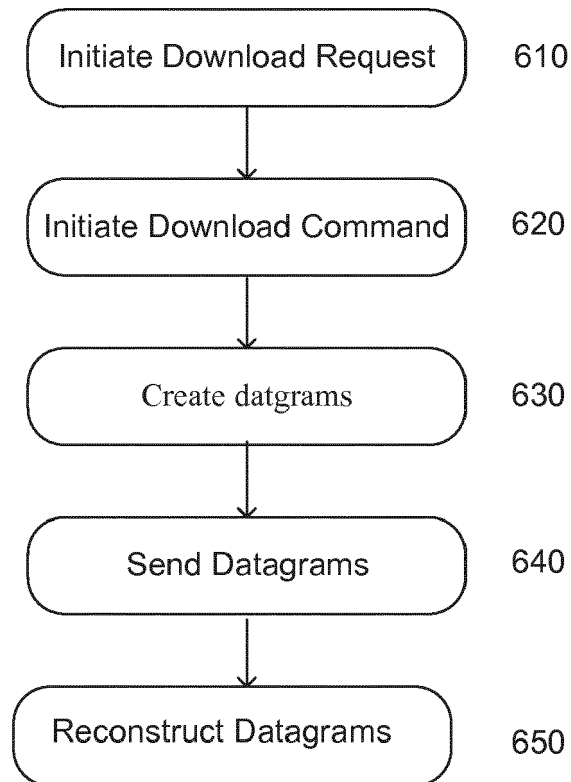 Initiate Download Request 610
Initiate Download Command 620
Create datgrams 630
Send Datagrams 640
Reconstruct Datagrams 650